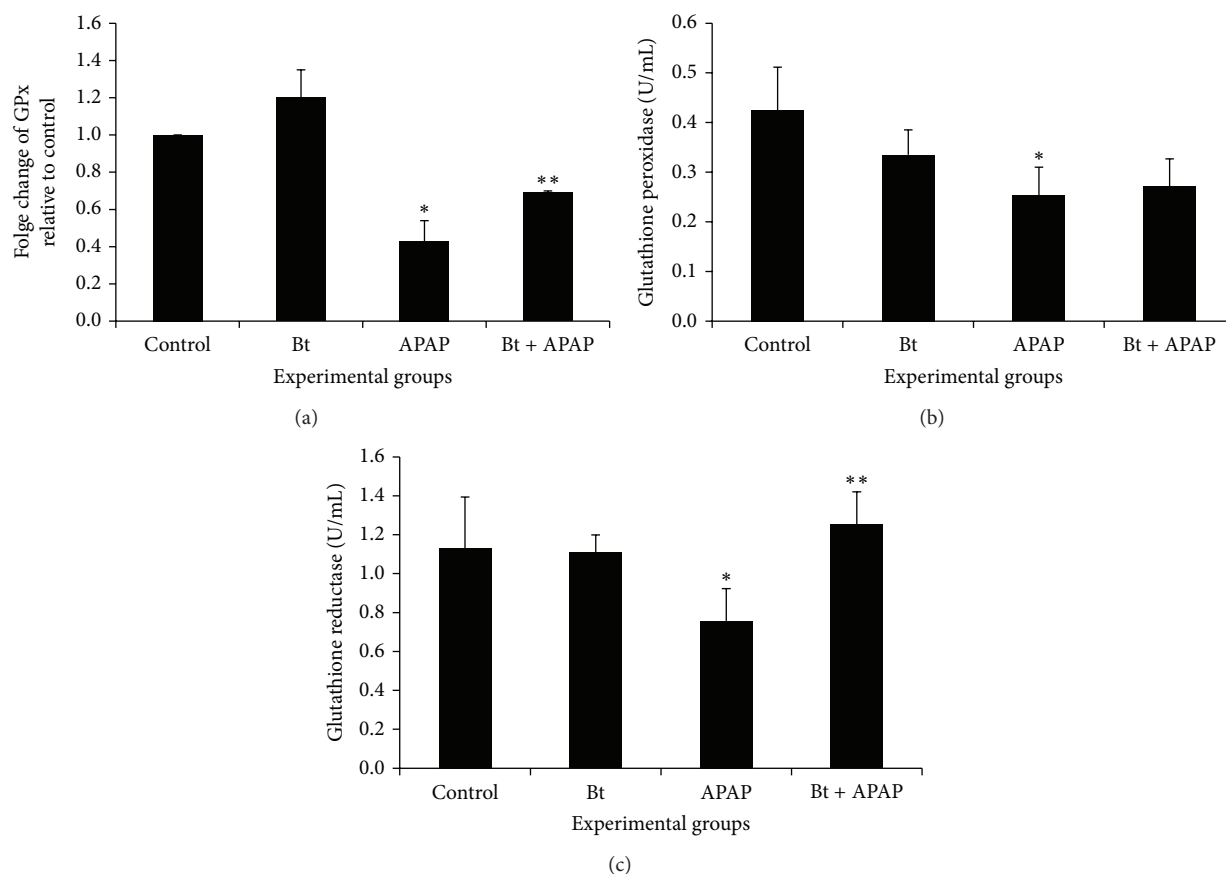 Folge change of GPx
relative to control
1.6
1.4
1.2
1.0
0.8
0.6
0.4
0.2
0.0
*
**
Control Bt APAP Bt + APAP
Experimental groups
(a)
Glutathione peroxidase (U/mL)
0.6
0.5
0.4
0.3
0.2
0.1
0.0
*
Control Bt APAP Bt + APAP
Experimental groups
(b)
Glutathione reductase (U/mL)
1.6
1.4
1.2
1.0
0.8
0.6
0.4
0.2
0.0
*
**
Control Bt APAP Bt + APAP
Experimental groups
(c)